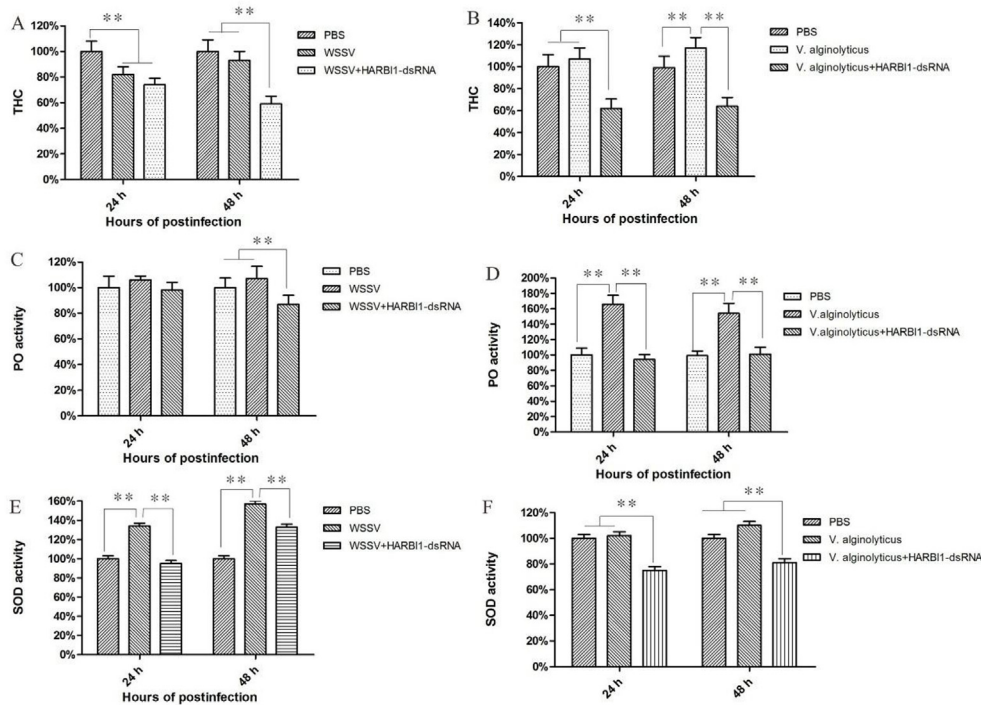 A
**
**
PBS
WSSV
WSSV+HARBI1-dsRNA
120%
100%
80%
60%
40%
20%
0%
THC
24 h
48 h
Hours of postinfection
B
**
** **
PBS
V. alginolyticus
V. alginolyticus+HARBI1-dsRNA
140%
120%
100%
80%
60%
40%
20%
0%
THC
24 h
48 h
Hours of postinfection
C
**
PBS
WSSV
WSSV+HARBI1-dsRNA
120%
100%
80%
60%
40%
20%
0%
PO activity
24 h
48 h
Hours of postinfection
D
** **
** **
PBS
V.alginolyticus
V.alginolyticus+HARBI1-dsRNA
200%
180%
160%
140%
120%
100%
80%
60%
40%
20%
0%
PO activity
24 h
48 h
Hours of postinfection
E
** **
** **
PBS
WSSV
WSSV+HARBI1-dsRNA
160%
140%
120%
100%
80%
60%
40%
20%
0%
SOD activity
24 h
48 h
Hours of postinfection
F
**
**
PBS
V. alginolyticus
V. alginolyticus+HARBI1-dsRNA
120%
100%
80%
60%
40%
20%
0%
SOD activity
24 h
48 h
Hours of postinfection